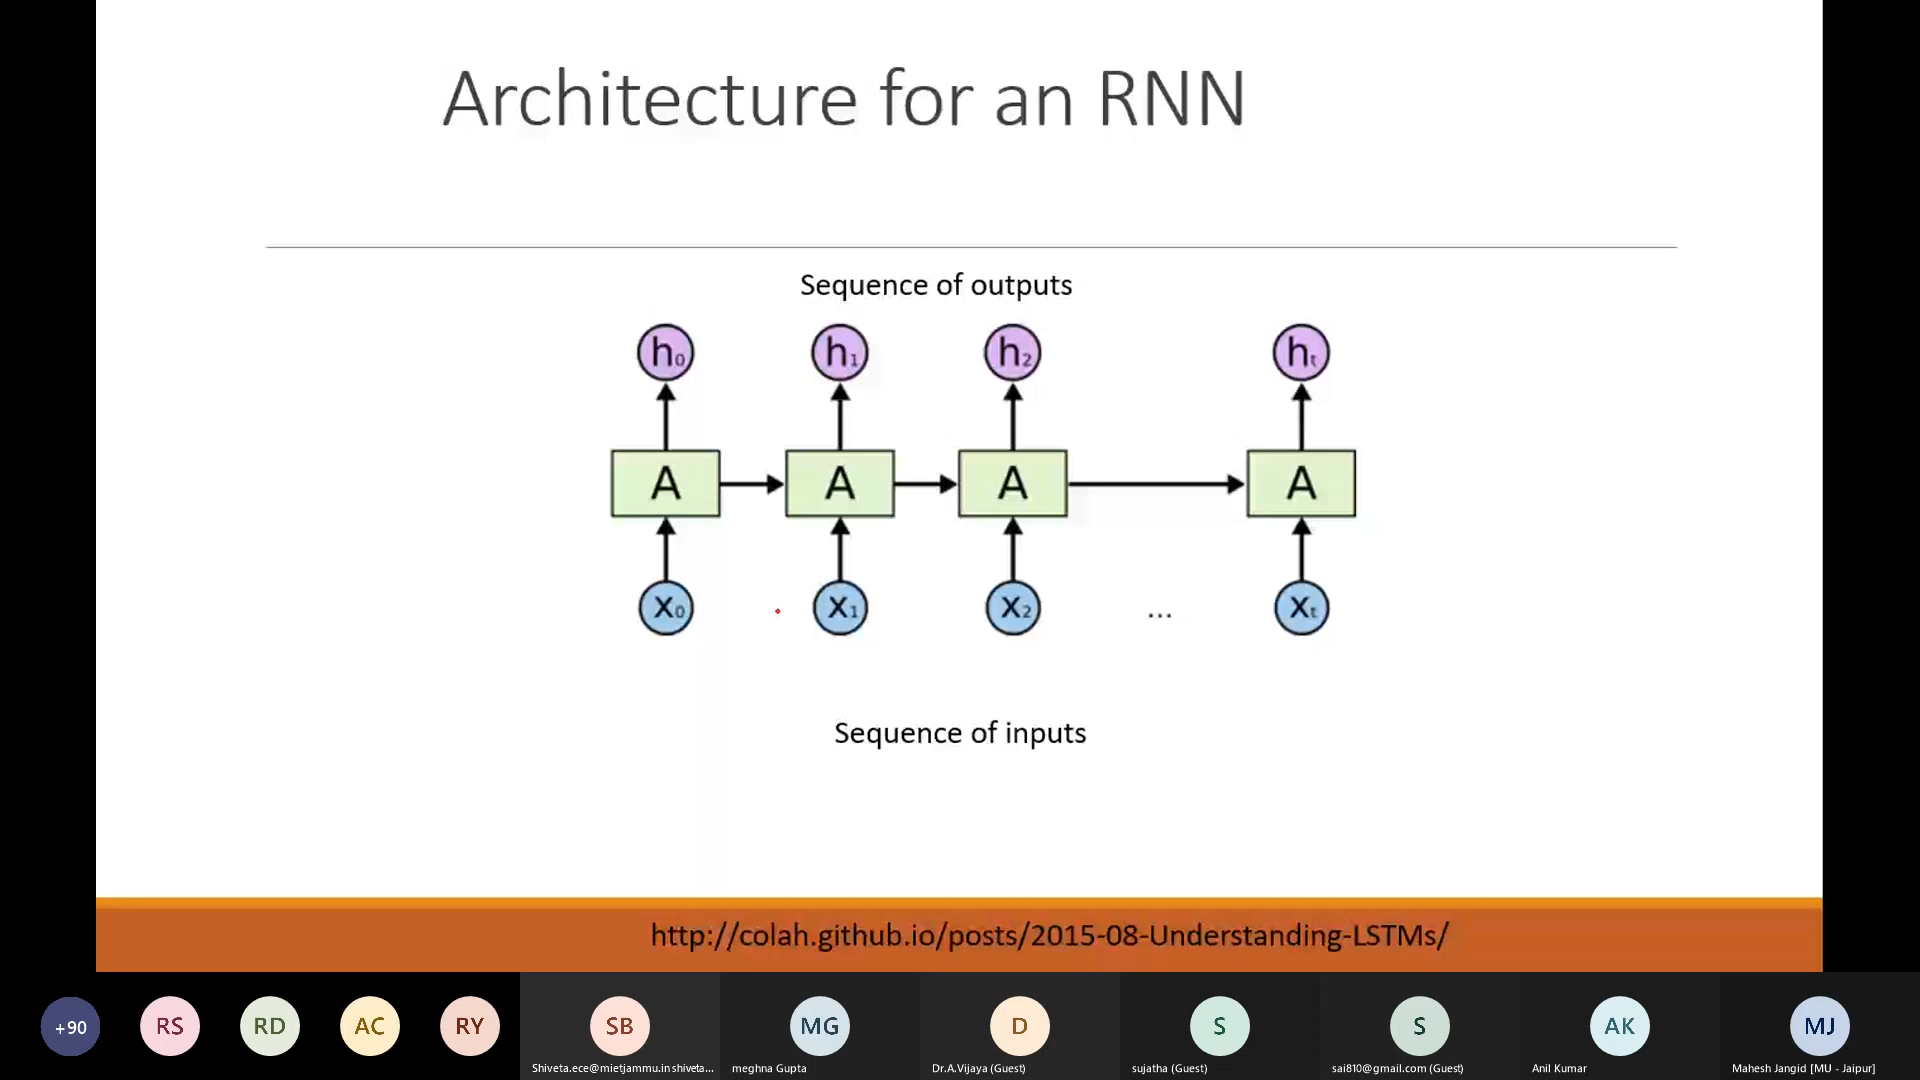 Architecture for an RNN
Sequence of outputs
h0 h1 h2 ht
A A A A
x0 x1 x2 ... xt
Sequence of inputs
http://colah.github.io/posts/2015-08-Understanding-LSTMs/
+90 RS RD AC RY SB MG D S S AK MJ
Shiveta.ece@mietjammu.in shiveta... meghna Gupta Dr.A.Vijaya (Guest) sujatha (Guest) sai810@gmail.com (Guest) Anil Kumar Mahesh Jangid [MU - Jaipur]